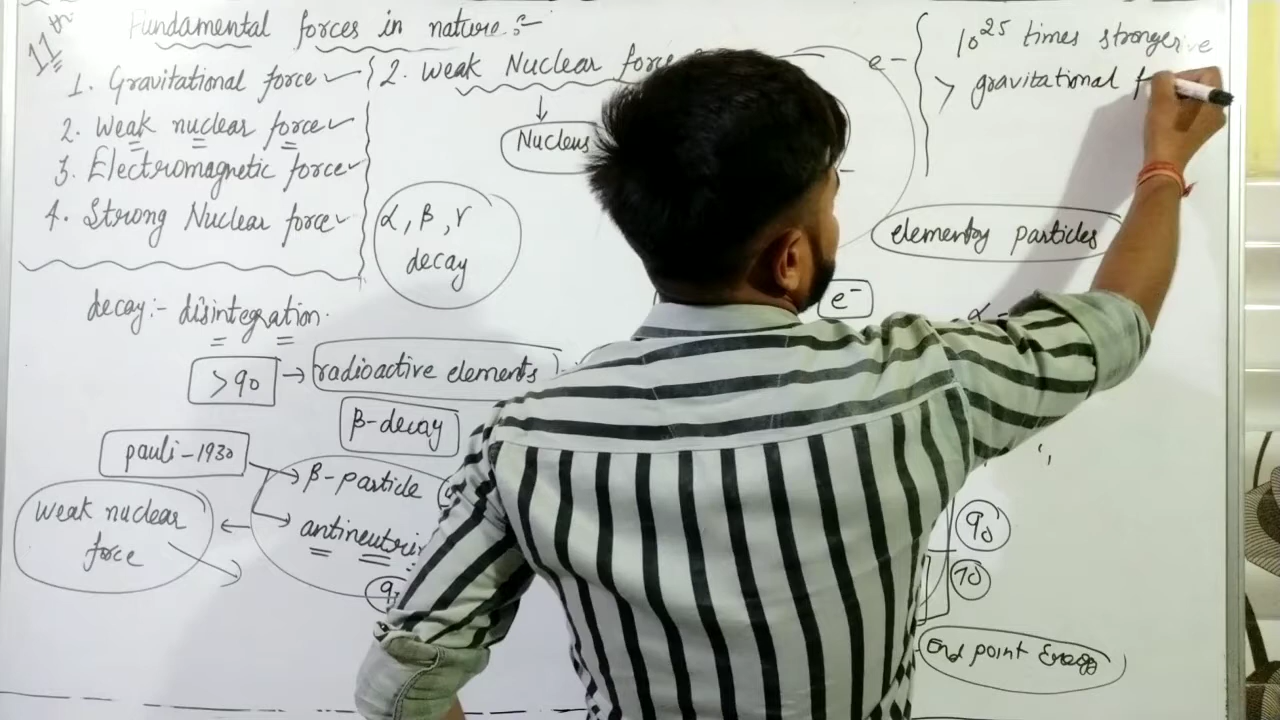 11th
Fundamental forces in nature :-
1. Gravitational force
2. Weak nuclear force
3. Electromagnetic force
4. Strong Nuclear force
2. Weak Nuclear force
Nucleus
α, β, γ
decay
decay :- disintegration.
>90 → radioactive elements
β-decay
pauli - 1930
β-particle
antineutri
Weak nuclear
force
e-
10^25 times stronger
> gravitational f
elementry particles
e-
α -
90
10
End point Energy